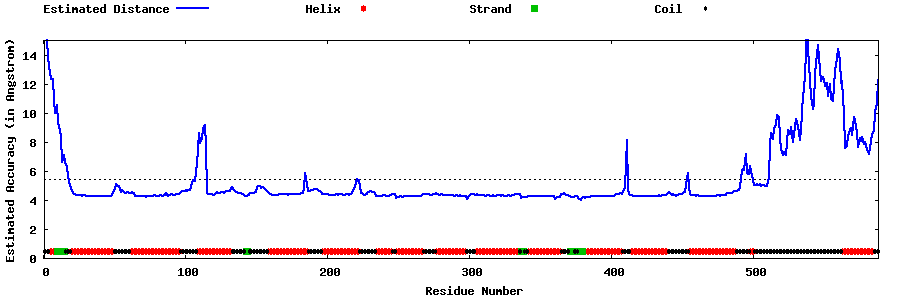 Estimated Distance Helix Strand Coil
Estimated Accuracy (in Angstrom)
14
12
10
8
6
4
2
0
0 100 200 300 400 500
Residue Number